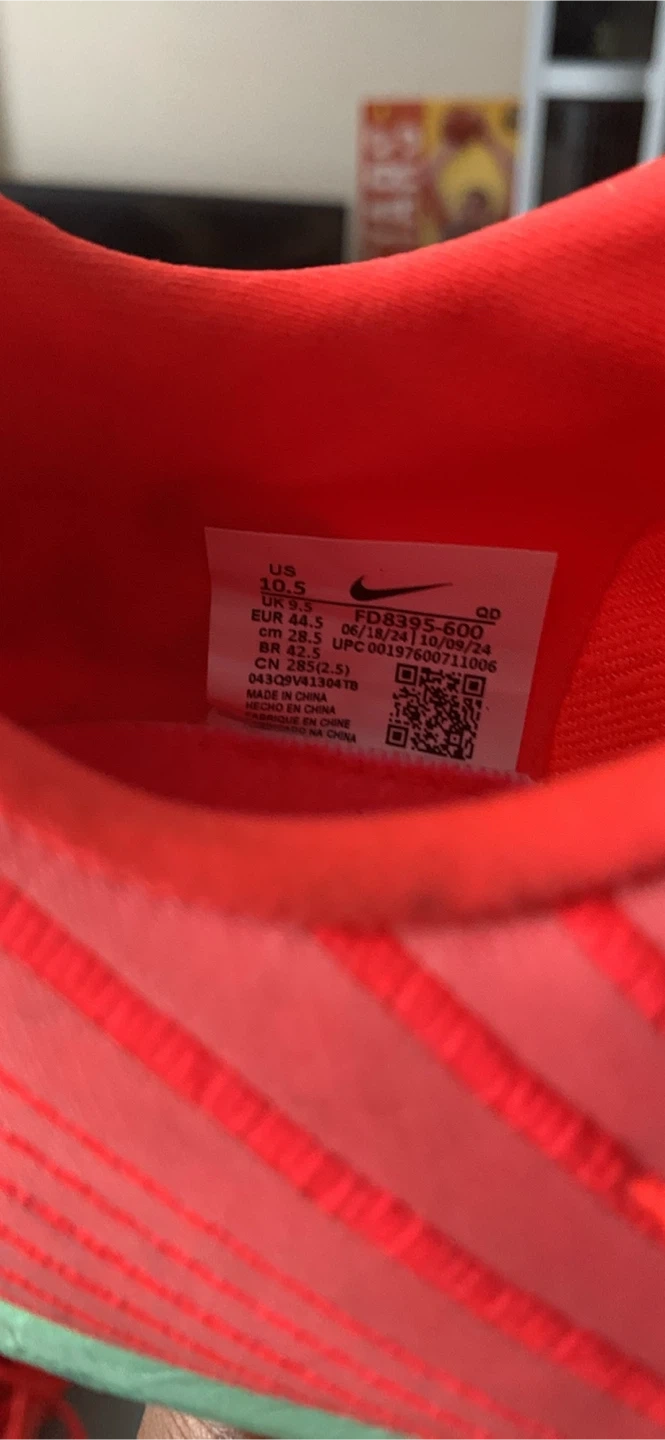 US
10.5
UK 9.5
EUR 44.5
cm 28.5
BR 42.5
CN 285(2.5)
043Q9V41304TB
MADE IN CHINA
HECHO EN CHINA
FABRIQUE EN CHINE
NA CHINA
QD
FD8395-600
06/18/24 | 10/09/24
UPC 00197600711006